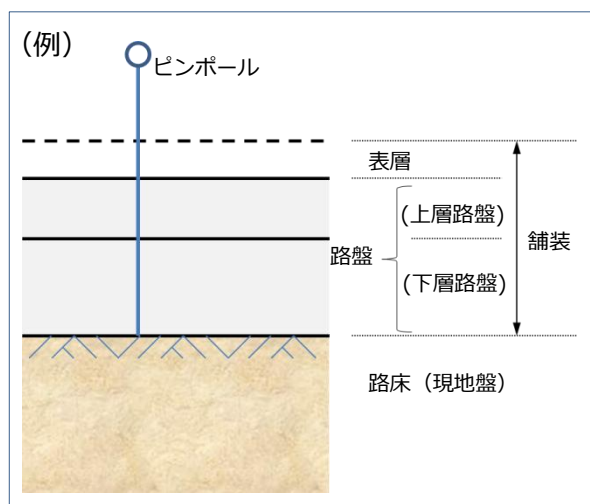 （例）
ピンポール
表層
(上層路盤)
路盤
舗装
(下層路盤)
路床（現地盤）